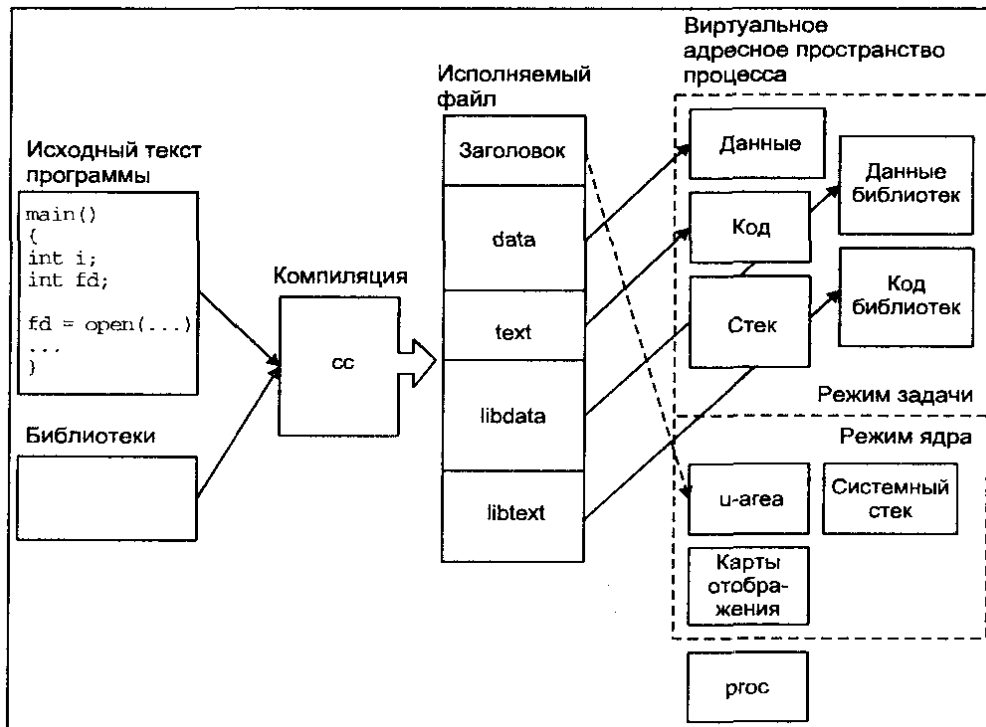 Виртуальное
адресное пространство
процесса
Исполняемый
файл
Исходный текст
программы
main()
{
int i;
int fd;
fd = open(...)
...
}
Библиотеки
Компиляция
cc
Заголовок
data
text
libdata
libtext
Данные
Код
Стек
Данные
библиотек
Код
библиотек
Режим задачи
Режим ядра
u-area
Системный
стек
Карты
отобра-
жения
proc